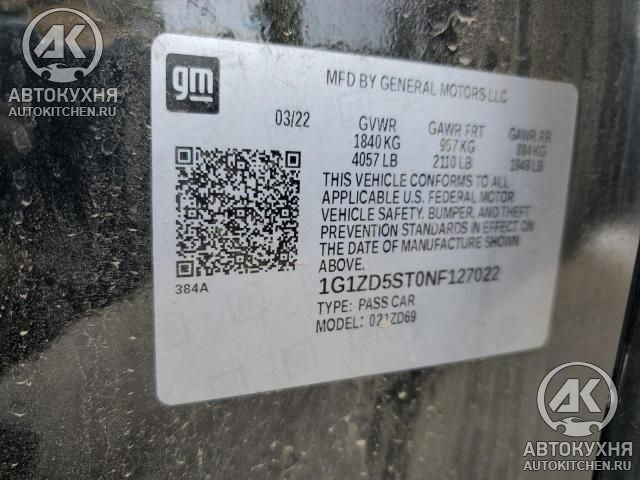 АК
АВТОКУХНЯ
AUTOKITCHEN.RU
gm
MFD BY GENERAL MOTORS LLC
03/22 GVWR GAWR FRT GAWR RR
1840 KG 957 KG 884 KG
4057 LB 2110 LB 1948 LB
THIS VEHICLE CONFORMS TO ALL
APPLICABLE U.S. FEDERAL MOTOR
VEHICLE SAFETY, BUMPER, AND THEFT
PREVENTION STANDARDS IN EFFECT ON
THE DATE OF MANUFACTURE SHOWN
ABOVE.
384A
1G1ZD5ST0NF127022
TYPE: PASS CAR
MODEL: 021ZD69
АК
АВТОКУХНЯ
AUTOKITCHEN.RU